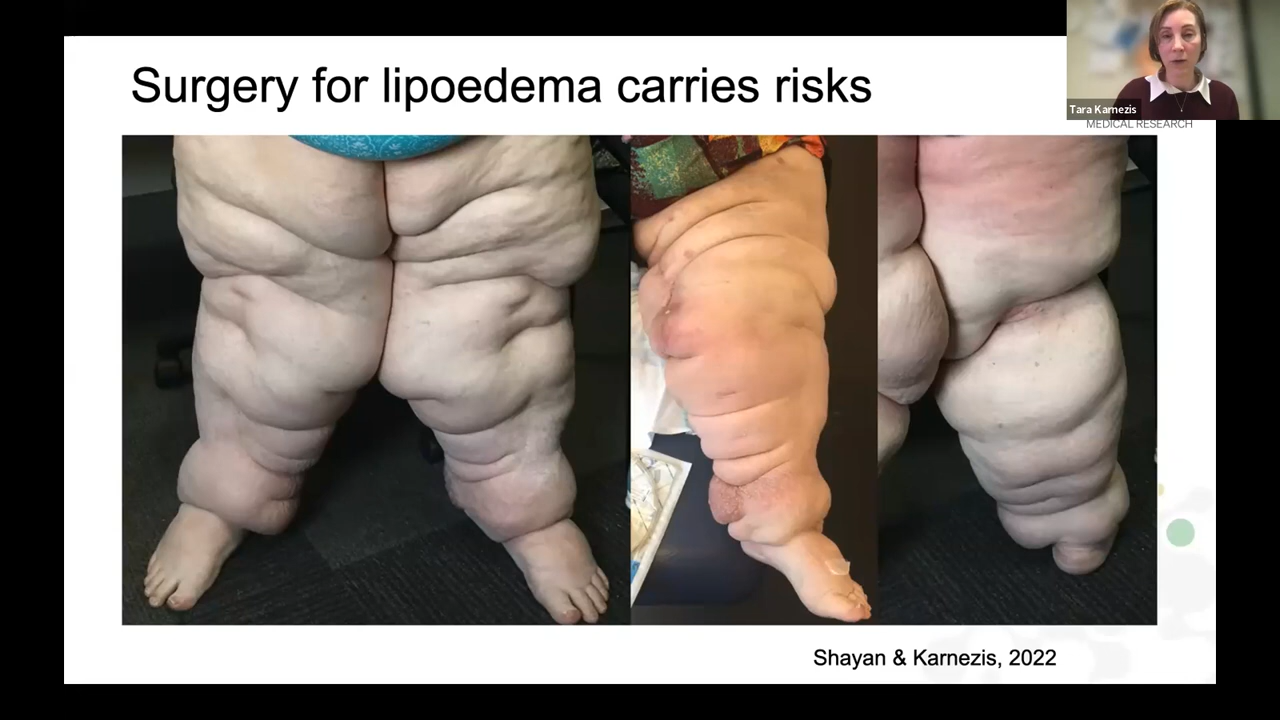 Surgery for lipoedema carries risks
Tara Karnezis
MEDICAL RESEARCH
Shayan & Karnezis, 2022